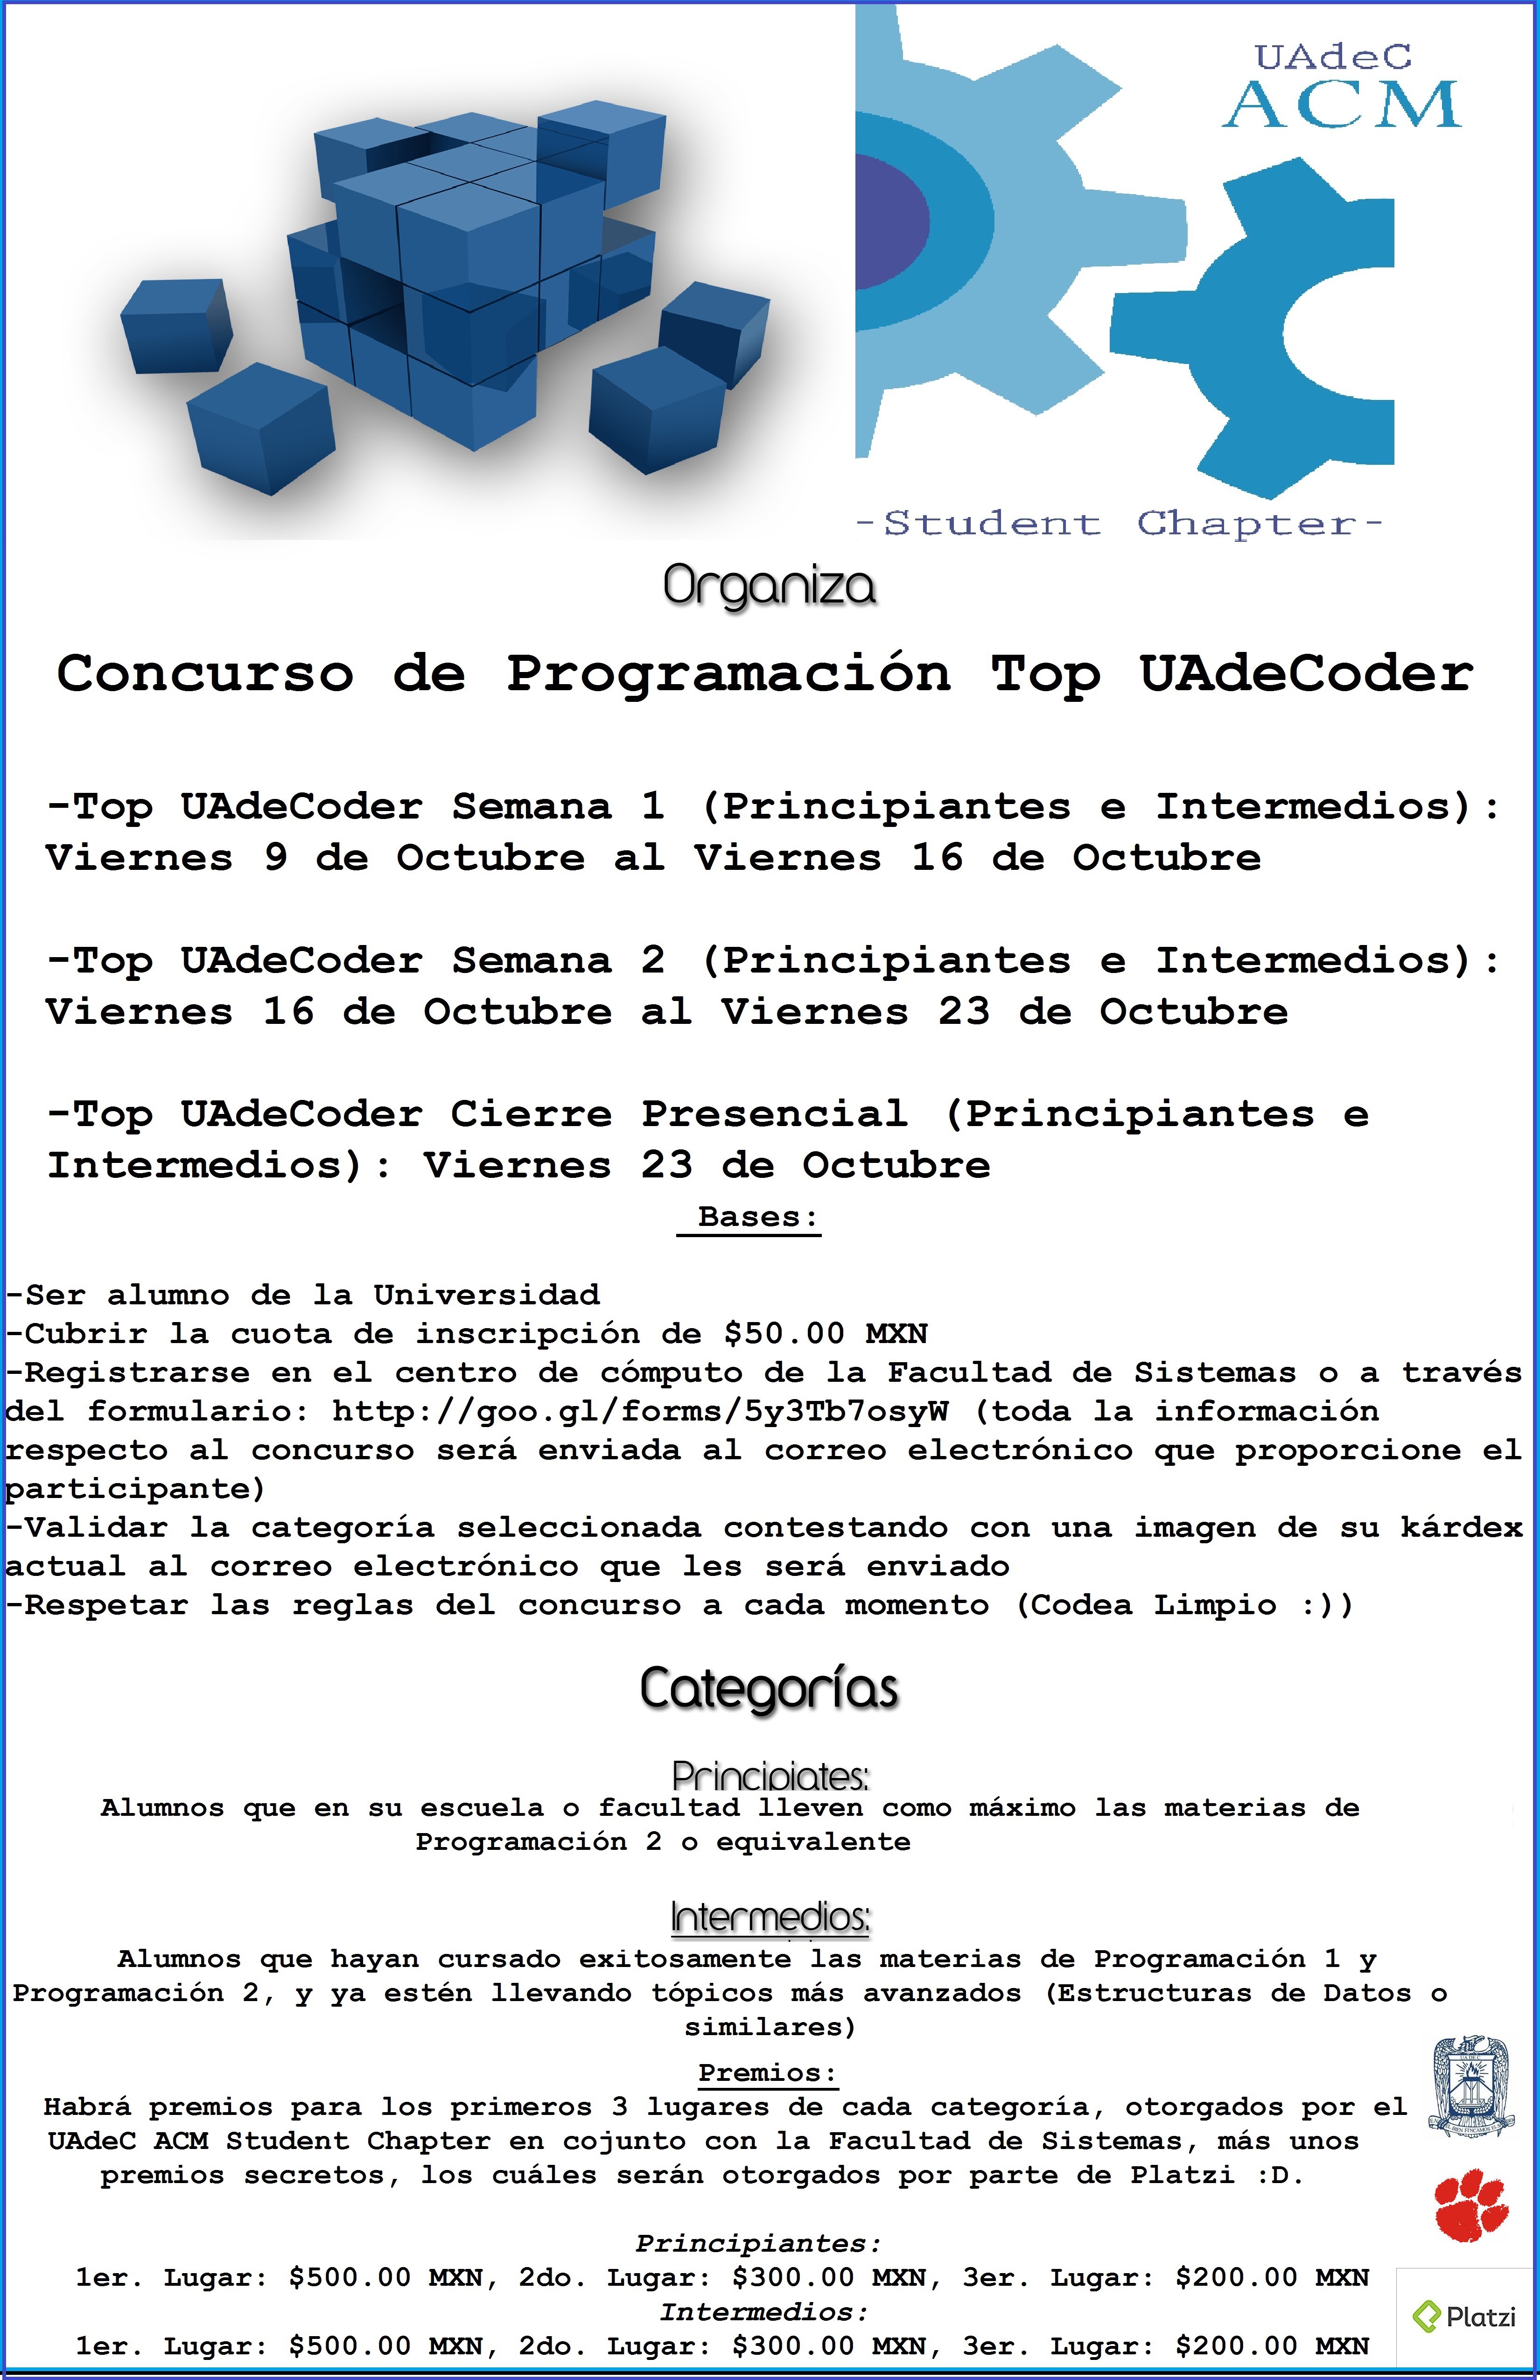 UAdeC
ACM
-Student Chapter-
Organiza
Concurso de Programación Top UAdeCoder
-Top UAdeCoder Semana 1 (Principiantes e Intermedios):
Viernes 9 de Octubre al Viernes 16 de Octubre
-Top UAdeCoder Semana 2 (Principiantes e Intermedios):
Viernes 16 de Octubre al Viernes 23 de Octubre
-Top UAdeCoder Cierre Presencial (Principiantes e
Intermedios): Viernes 23 de Octubre
Bases:
-Ser alumno de la Universidad
-Cubrir la cuota de inscripción de $50.00 MXN
-Registrarse en el centro de cómputo de la Facultad de Sistemas o a través
del formulario: http://goo.gl/forms/5y3Tb7osyW (toda la información
respecto al concurso será enviada al correo electrónico que proporcione el
participante)
-Validar la categoría seleccionada contestando con una imagen de su kárdex
actual al correo electrónico que les será enviado
-Respetar las reglas del concurso a cada momento (Codea Limpio :))
Categorías
Principiates:
Alumnos que en su escuela o facultad lleven como máximo las materias de
Programación 2 o equivalente
Intermedios:
Alumnos que hayan cursado exitosamente las materias de Programación 1 y
Programación 2, y ya estén llevando tópicos más avanzados (Estructuras de Datos o
similares)
Premios:
Habrá premios para los primeros 3 lugares de cada categoría, otorgados por el
UAdeC ACM Student Chapter en cojunto con la Facultad de Sistemas, más unos
premios secretos, los cuáles serán otorgados por parte de Platzi :D.
Principiantes:
1er. Lugar: $500.00 MXN, 2do. Lugar: $300.00 MXN, 3er. Lugar: $200.00 MXN
Intermedios:
1er. Lugar: $500.00 MXN, 2do. Lugar: $300.00 MXN, 3er. Lugar: $200.00 MXN
Platzi